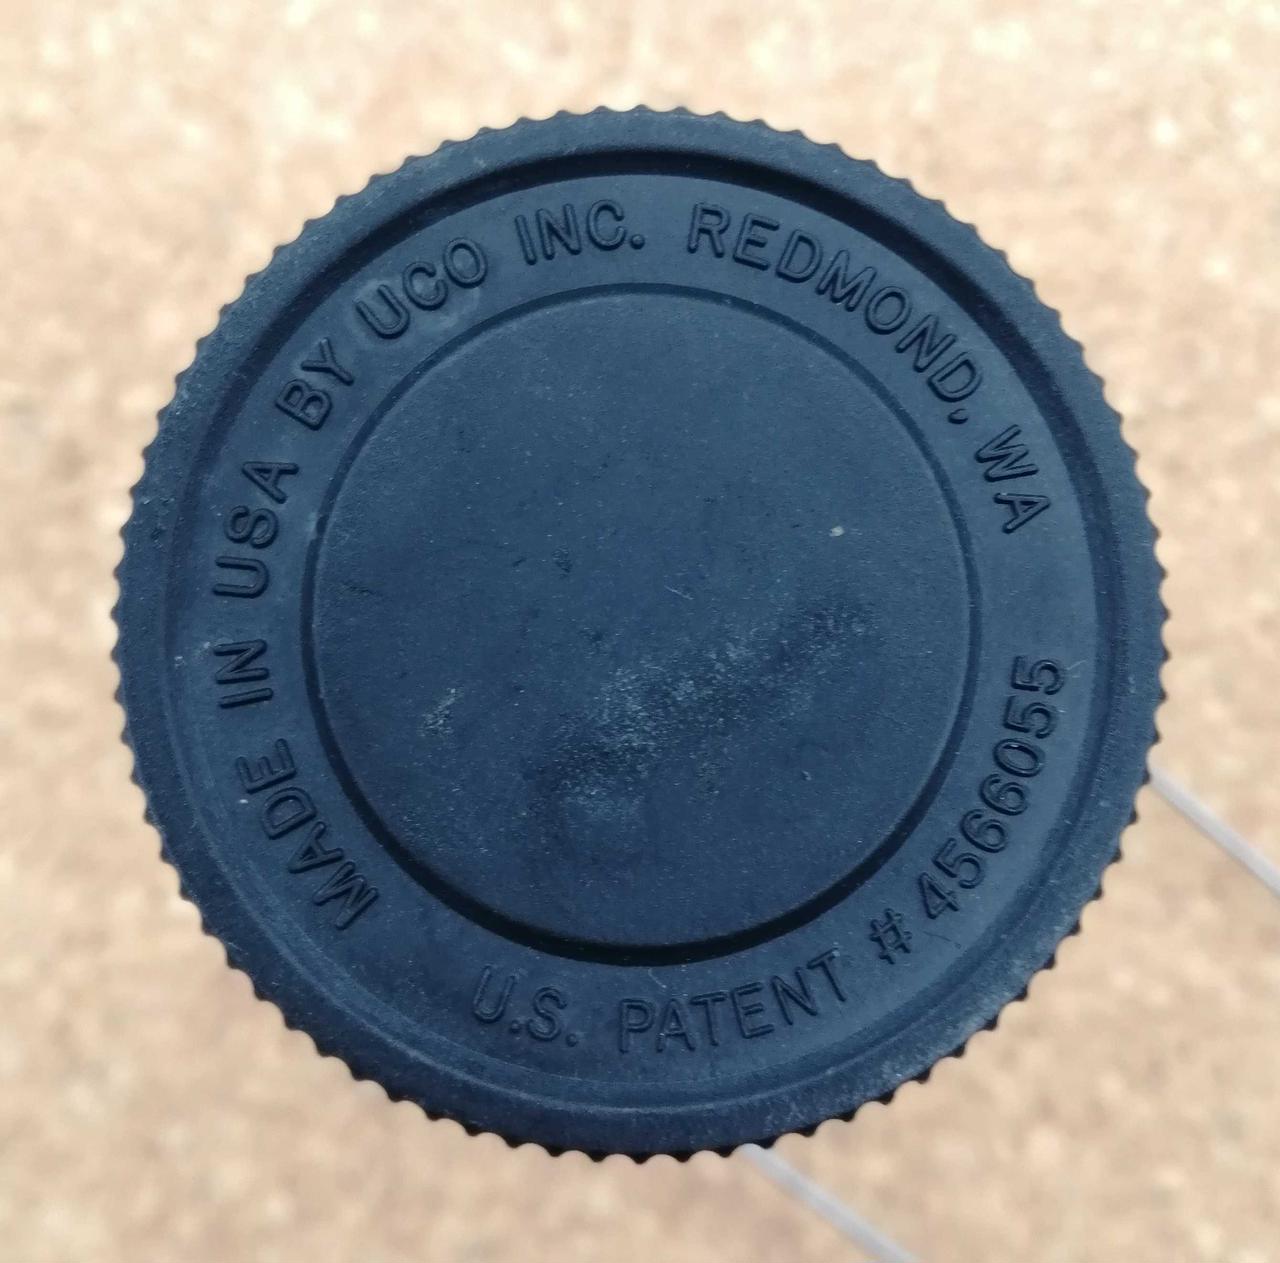 MADE IN USA BY UCO INC. REDMOND, WA
U.S. PATENT # 4566055